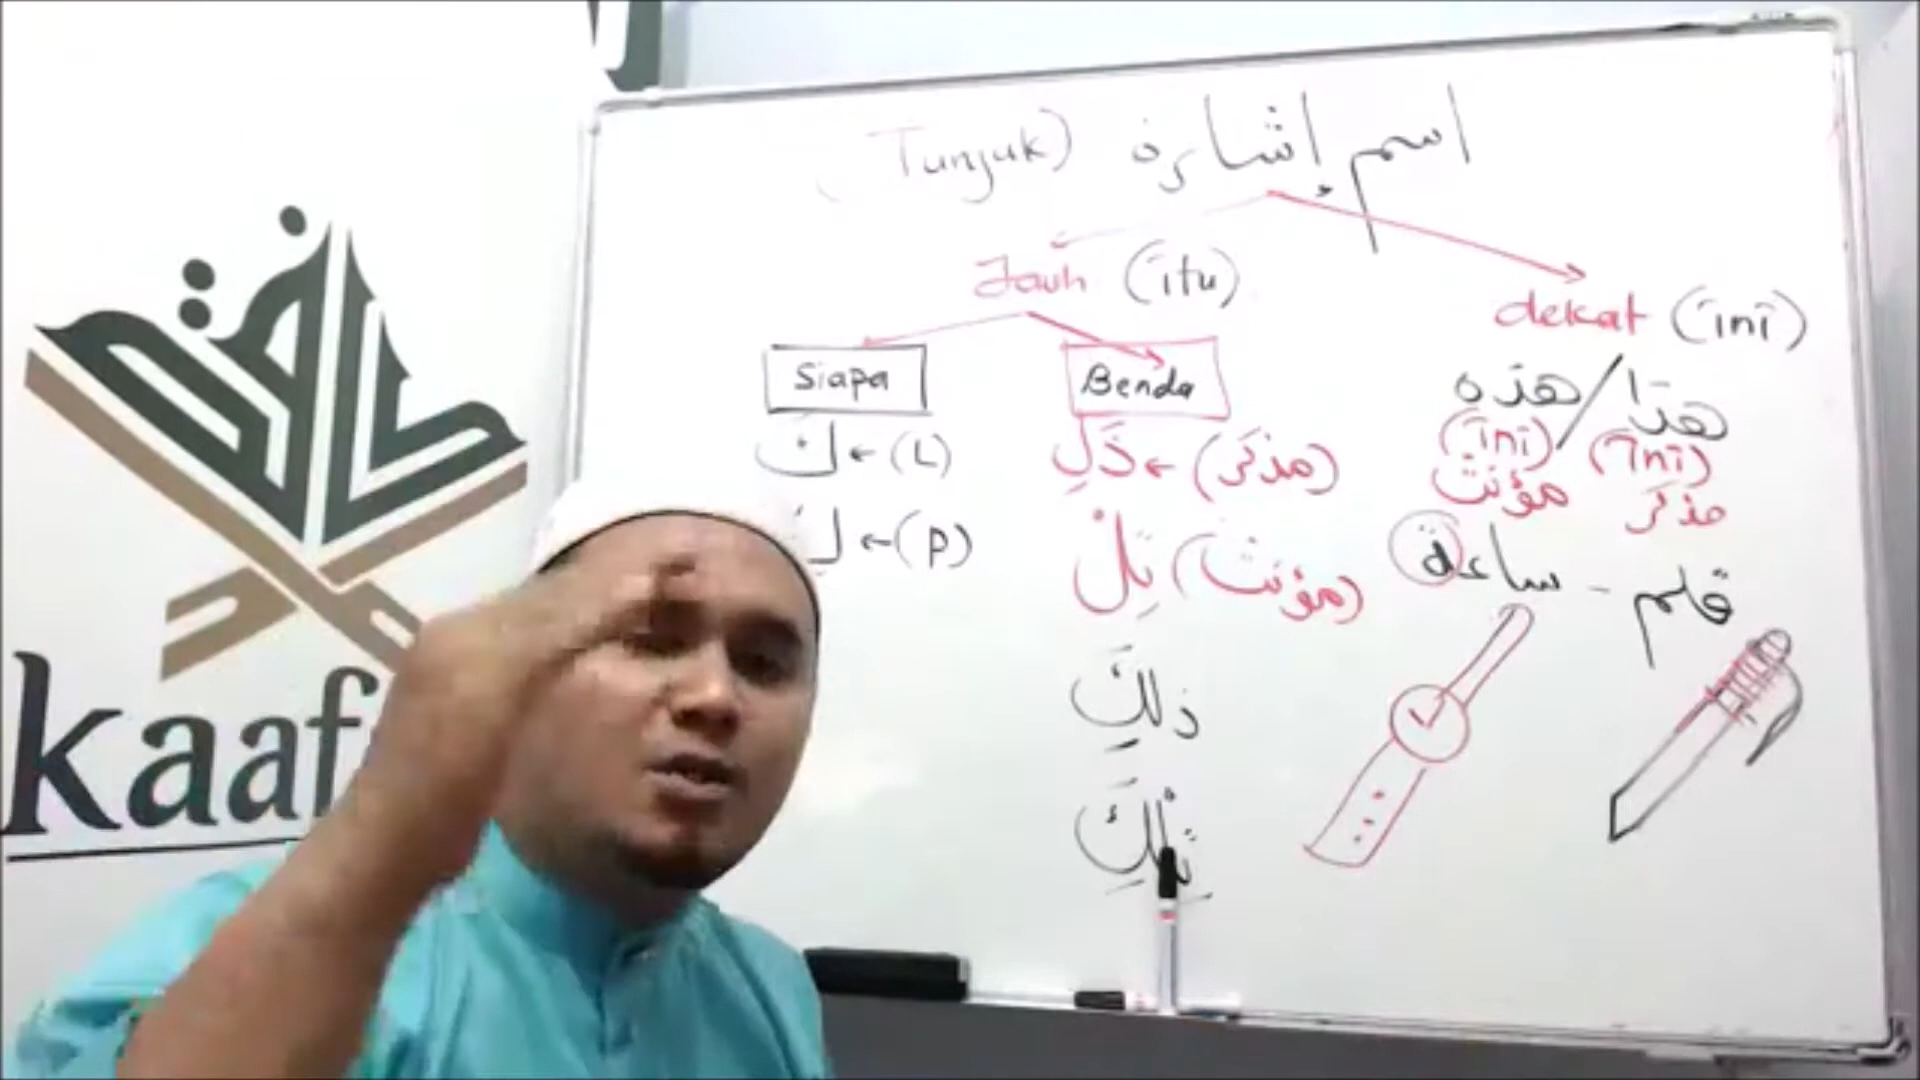 kaaf
اسم إشارة (Tunjuk)
Jauh (itu)
dekat (ini)
Siapa
Benda
هذا / هذه
(ini) (ini)
مذكر مؤنث
كَ ← (L)
ذَلِ ← (مذكر)
لِكِ ← (P)
تِلْ (مؤنث)
قلم - ساعة
ذلكَ
تِلْكَ